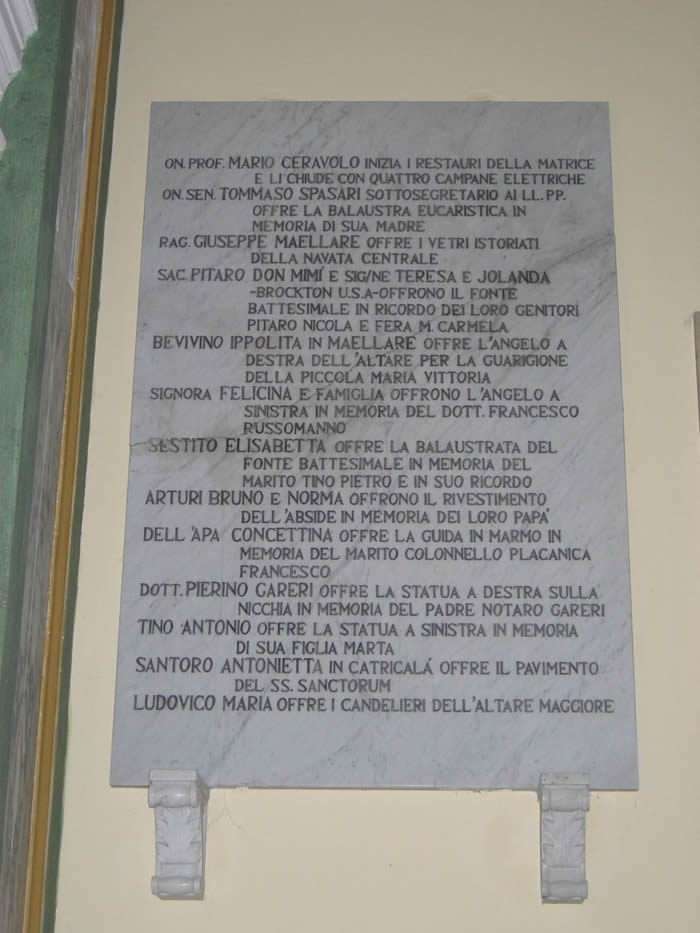 ON. PROF. MARIO CERAVOLO INIZIA I RESTAURI DELLA MATRICE
E LI CHIUDE CON QUATTRO CAMPANE ELETTRICHE
ON. SEN. TOMMASO SPASARI SOTTOSEGRETARIO AI LL. PP.
OFFRE LA BALAUSTRA EUCARISTICA IN
MEMORIA DI SUA MADRE
RAG. GIUSEPPE MAELLARE OFFRE I VETRI ISTORIATI
DELLA NAVATA CENTRALE
SAC. PITARO DON MIMÍ E SIG/NE TERESA E JOLANDA
-BROCKTON U.S.A-OFFRONO IL FONTE
BATTESIMALE IN RICORDO DEI LORO GENITORI
PITARO NICOLA E FERA M. CARMELA
BEVIVINO IPPOLITA IN MAELLARE OFFRE L'ANGELO A
DESTRA DELL'ALTARE PER LA GUARIGIONE
DELLA PICCOLA MARIA VITTORIA
SIGNORA FELICINA E FAMIGLIA OFFRONO L'ANGELO A
SINISTRA IN MEMORIA DEL DOTT. FRANCESCO
RUSSOMANNO
SESTITO ELISABETTA OFFRE LA BALAUSTRATA DEL
FONTE BATTESIMALE IN MEMORIA DEL
MARITO TINO PIETRO E IN SUO RICORDO
ARTURI BRUNO E NORMA OFFRONO IL RIVESTIMENTO
DELL'ABSIDE IN MEMORIA DEI LORO PAPA'
DELL'APA CONCETTINA OFFRE LA GUIDA IN MARMO IN
MEMORIA DEL MARITO COLONNELLO PLACANICA
FRANCESCO
DOTT. PIERINO GARERI OFFRE LA STATUA A DESTRA SULLA
NICCHIA IN MEMORIA DEL PADRE NOTARO GARERI
TINO ANTONIO OFFRE LA STATUA A SINISTRA IN MEMORIA
DI SUA FIGLIA MARTA
SANTORO ANTONIETTA IN CATRICALÁ OFFRE IL PAVIMENTO
DEL SS. SANCTORUM
LUDOVICO MARIA OFFRE I CANDELIERI DELL'ALTARE MAGGIORE